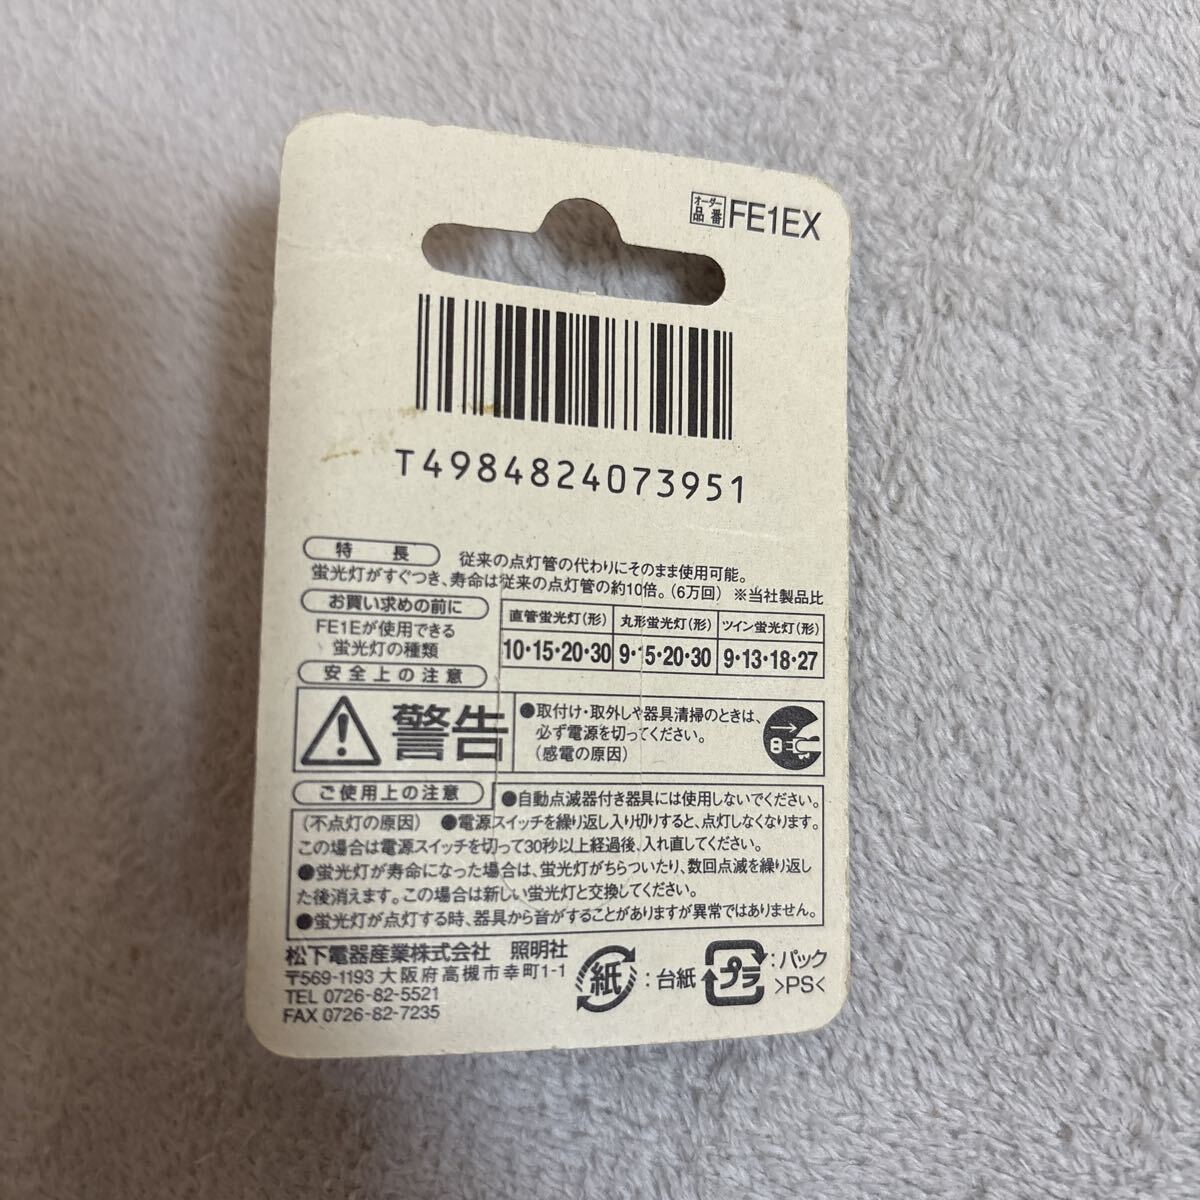 オーダー品番 FE1EX
T4984824073951
特 長 従来の点灯管の代わりにそのまま使用可能。
蛍光灯がすぐつき、寿命は従来の点灯管の約10倍。(6万回) ※当社製品比
お買い求めの前に
FE1Eが使用できる
蛍光灯の種類
直管蛍光灯(形) 丸形蛍光灯(形) ツイン蛍光灯(形)
10・15・20・30 9・15・20・30 9・13・18・27
安全上の注意
警告
●取付け・取外しや器具清掃のときは、
必ず電源を切ってください。
(感電の原因)
ご使用上の注意
●自動点滅器付き器具には使用しないでください。
(不点灯の原因) ●電源スイッチを繰り返し入り切りすると、点灯しなくなります。
この場合は電源スイッチを切って30秒以上経過後、入れ直してください。
●蛍光灯が寿命になった場合は、蛍光灯がちらついたり、数回点滅を繰り返し
た後消えます。この場合は新しい蛍光灯と交換してください。
●蛍光灯が点灯する時、器具から音がすることがありますが異常ではありません。
松下電器産業株式会社 照明社
〒569-1193 大阪府高槻市幸町1-1
TEL 0726-82-5521
FAX 0726-82-7235
紙:台紙
プラ:パック
>PS<